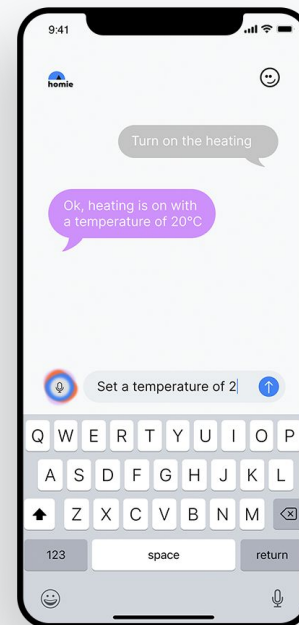 9:41
homie
Turn on the heating
Ok, heating is on with
a temperature of 20°C
Set a temperature of 2
Q W E R T Y U I O P
A S D F G H J K L
Z X C V B N M
123 space return